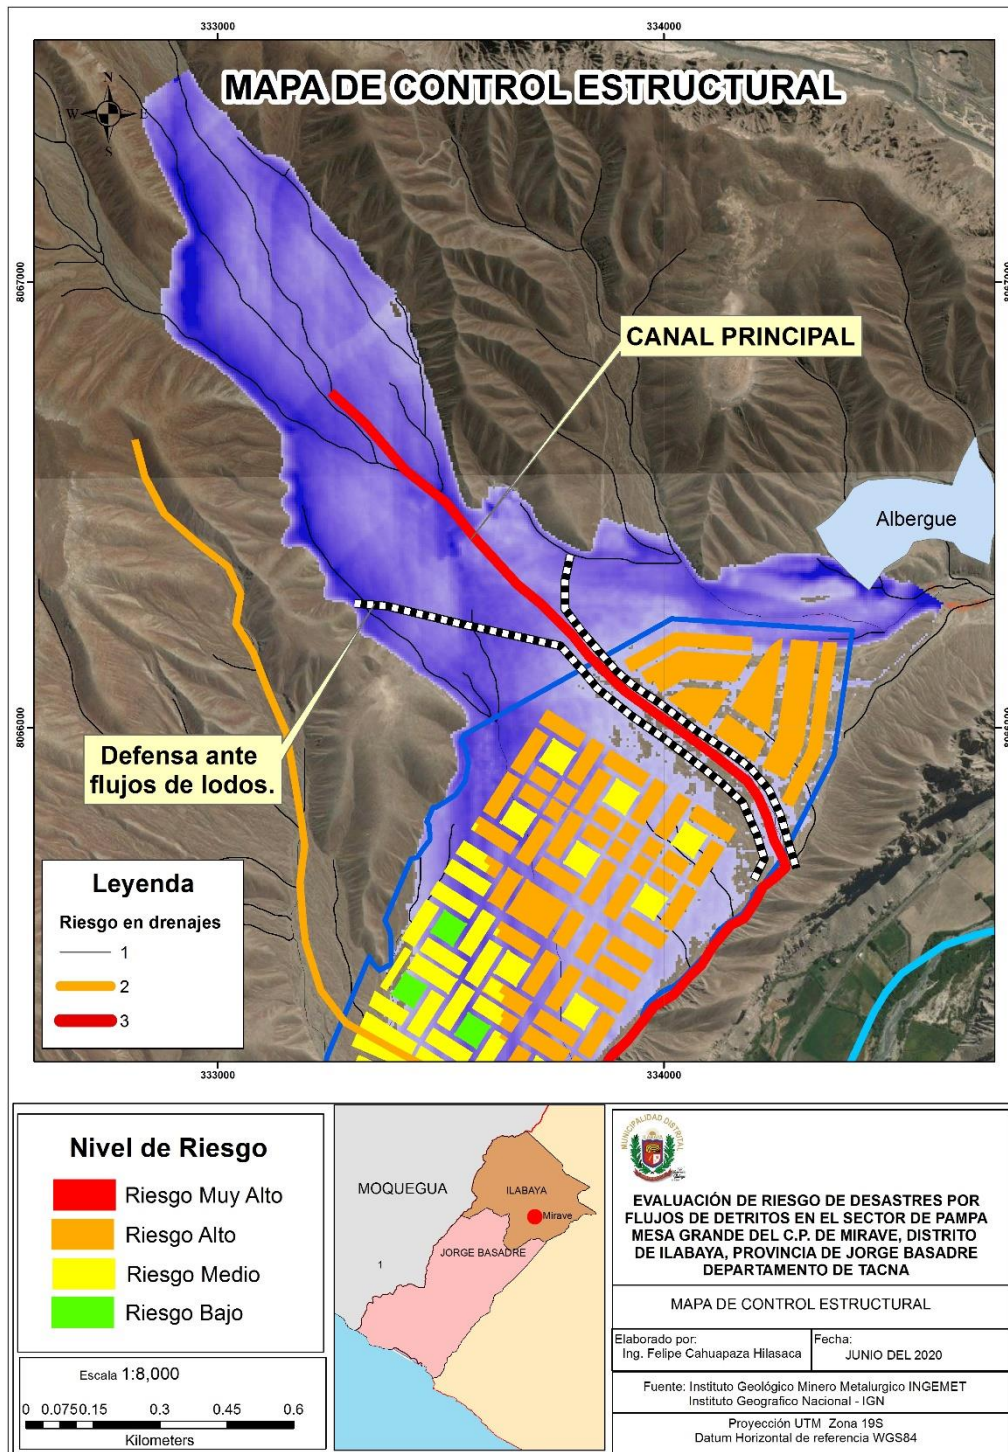 333000
334000
MAPA DE CONTROL ESTRUCTURAL
N
W
E
S
8067000
8067000
CANAL PRINCIPAL
Albergue
8066000
8066000
Defensa ante
flujos de lodos.
Leyenda
Riesgo en drenajes
1
2
3
333000
334000
Nivel de Riesgo
Riesgo Muy Alto
Riesgo Alto
Riesgo Medio
Riesgo Bajo
Escala 1:8,000
0 0.075 0.15 0.3 0.45 0.6
Kilometers
MOQUEGUA
ILABAYA
Mirave
JORGE BASADRE
1
MUNICIPALIDAD DISTRITAL
EVALUACIÓN DE RIESGO DE DESASTRES POR
FLUJOS DE DETRITOS EN EL SECTOR DE PAMPA
MESA GRANDE DEL C.P. DE MIRAVE, DISTRITO
DE ILABAYA, PROVINCIA DE JORGE BASADRE
DEPARTAMENTO DE TACNA
MAPA DE CONTROL ESTRUCTURAL
Elaborado por:
Ing. Felipe Cahuapaza Hilasaca
Fecha:
JUNIO DEL 2020
Fuente: Instituto Geológico Minero Metalurgico INGEMET
Instituto Geografico Nacional - IGN
Proyección UTM Zona 19S
Datum Horizontal de referencia WGS84